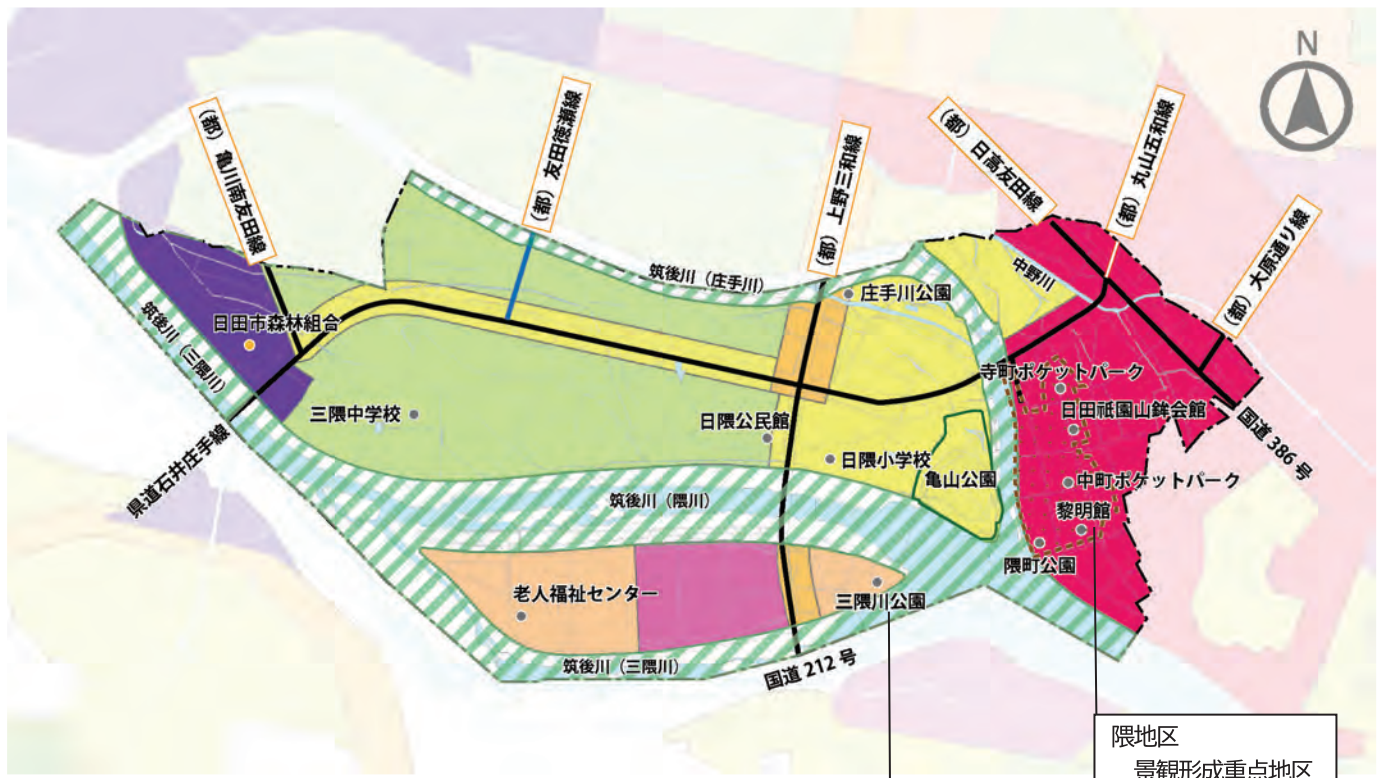 N
（都）亀川南友田線
（都）友田徳瀬線
（都）上野三和線
（都）日高友田線
（都）丸山五和線
（都）大原通り線
筑後川（庄手川）
中野川
庄手川公園
日田市森林組合
筑後川（三隈川）
寺町ポケットパーク
三隈中学校
日隈公民館
日田祇園山鉾会館
国道 386 号
日隈小学校
亀山公園
中町ポケットパーク
県道石井庄手線
筑後川（隈川）
黎明館
隈町公園
老人福祉センター
三隈川公園
筑後川（三隈川）
国道 212 号
隈地区
景観形成重点地区